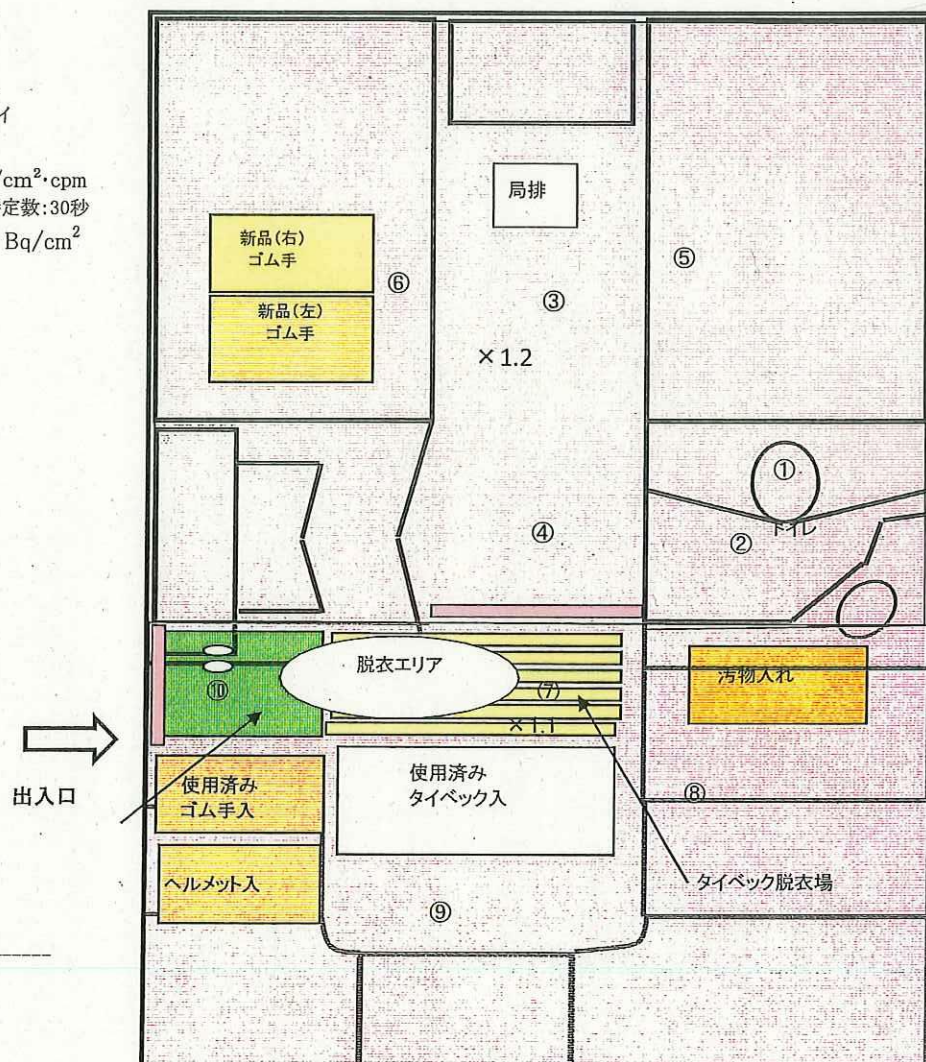 イ
/cm²・cpm
定数:30秒
Bq/cm²
局排
新品(右)
ゴム手
新品(左)
ゴム手
⑥
③
⑤
×1.2
①
トイレ
②
④
脱衣エリア
⑩
(7)
×1.1
汚物入れ
出入口
使用済み
ゴム手入
使用済み
タイベック入
⑧
ヘルメット入
タイベック脱衣場
⑨